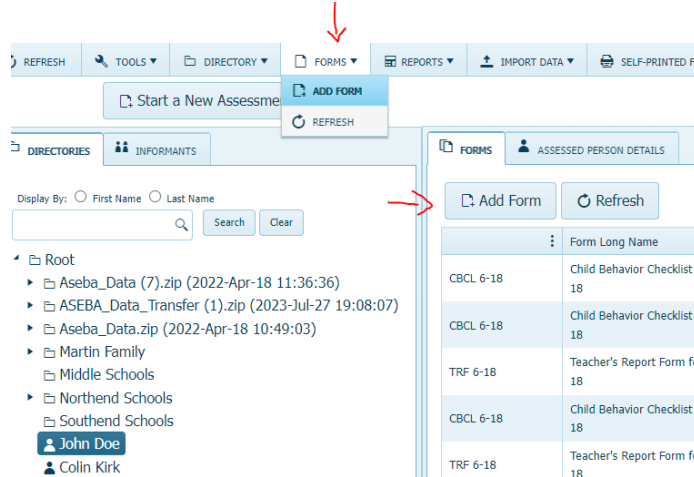 REFRESH TOOLS DIRECTORY FORMS REPORTS IMPORT DATA SELF-PRINTED F
Start a New Assessme
ADD FORM
REFRESH
DIRECTORIES INFORMANTS
FORMS ASSESSED PERSON DETAILS
Display By: First Name Last Name
Search Clear
Add Form Refresh
Form Long Name
Root
Aseba_Data (7).zip (2022-Apr-18 11:36:36)
ASEBA_Data_Transfer (1).zip (2023-Jul-27 19:08:07)
Aseba_Data.zip (2022-Apr-18 10:49:03)
Martin Family
Middle Schools
Northend Schools
Southend Schools
John Doe
Colin Kirk
CBCL 6-18 Child Behavior Checklist
18
CBCL 6-18 Child Behavior Checklist
18
TRF 6-18 Teacher's Report Form fo
18
CBCL 6-18 Child Behavior Checklist
18
TRF 6-18 Teacher's Report Form fo
18